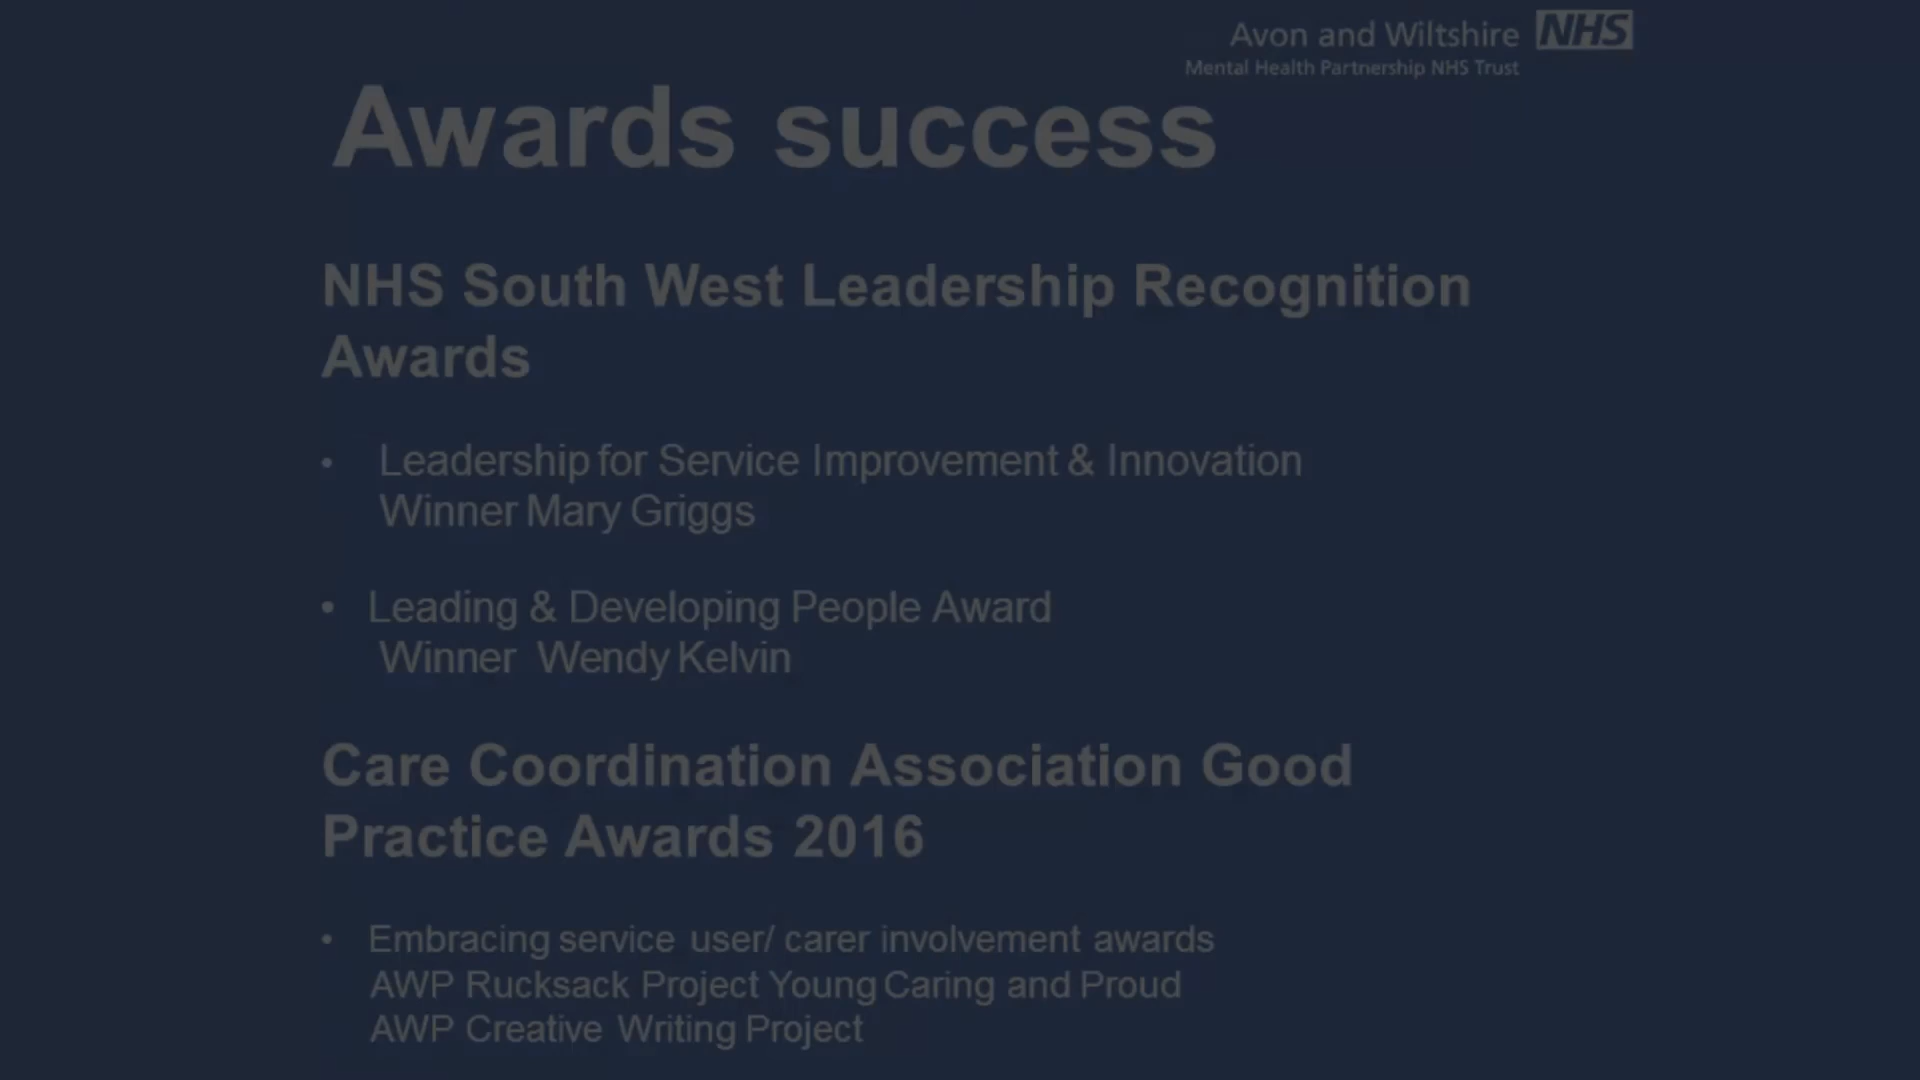 Avon and Wiltshire NHS
Mental Health Partnership NHS Trust
Awards success
NHS South West Leadership Recognition
Awards
• Leadership for Service Improvement & Innovation
Winner Mary Griggs
• Leading & Developing People Award
Winner Wendy Kelvin
Care Coordination Association Good
Practice Awards 2016
• Embracing service user/ carer involvement awards
AWP Rucksack Project Young Caring and Proud
AWP Creative Writing Project